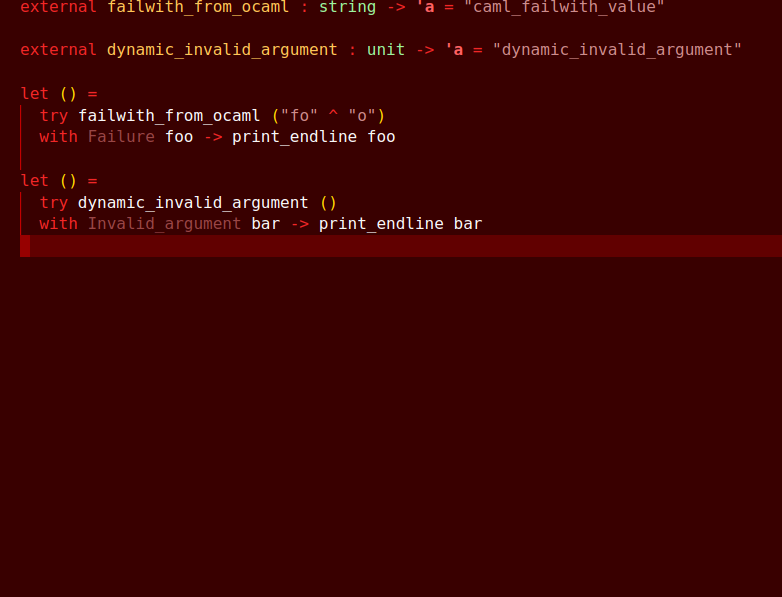 external failwith_from_ocaml : string -> 'a = "caml_failwith_value"
external dynamic_invalid_argument : unit -> 'a = "dynamic_invalid_argument"
let () =
try failwith_from_ocaml ("fo" ^ "o")
with Failure foo -> print_endline foo
let () =
try dynamic_invalid_argument ()
with Invalid_argument bar -> print_endline bar